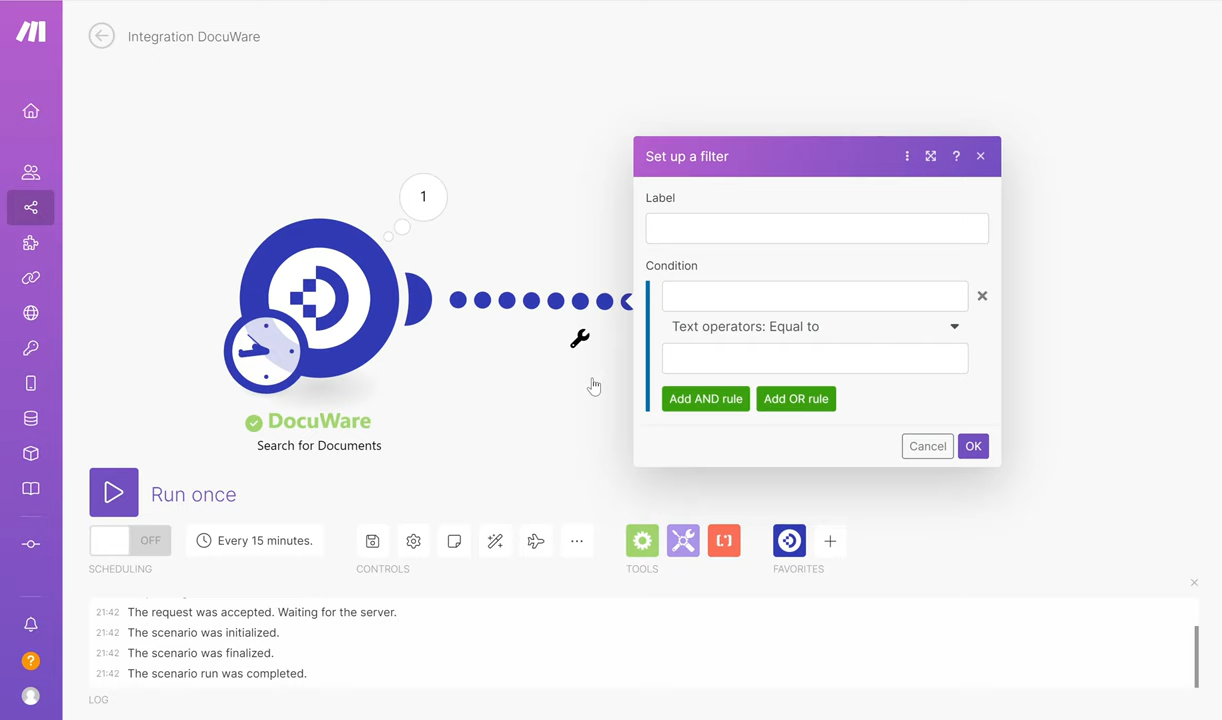 Integration DocuWare
Set up a filter
?
Label
1
Condition
Text operators: Equal to
Add AND rule
Add OR rule
DocuWare
Search for Documents
Cancel
OK
Run once
OFF
Every 15 minutes.
SCHEDULING
CONTROLS
TOOLS
FAVORITES
21:42 The request was accepted. Waiting for the server.
21:42 The scenario was initialized.
21:42 The scenario was finalized.
21:42 The scenario run was completed.
?
LOG